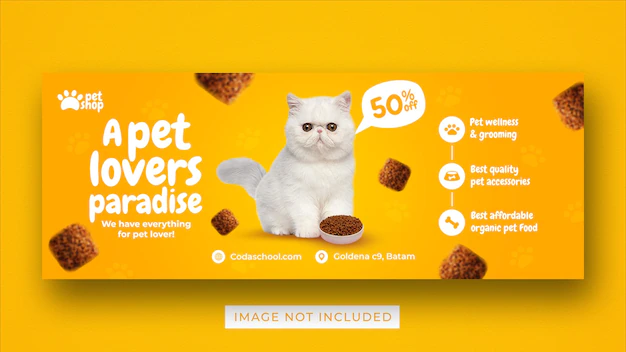 pet
shop
A pet
lovers
paradise
We have everything
for pet lover!
50%
off
Pet wellness
& grooming
Best quality
pet accessories
Best affordable
organic pet food
Codaschool.com
Goldena c9, Batam
IMAGE NOT INCLUDED